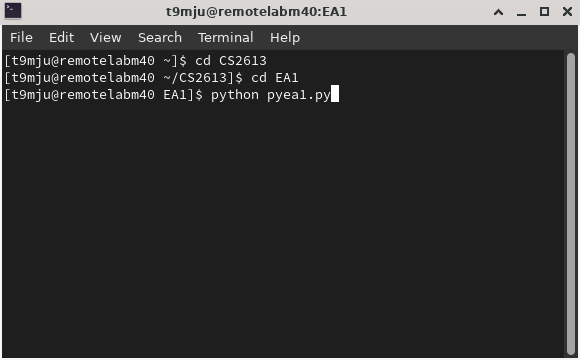 t9mju@remotelabm40:EA1
File Edit View Search Terminal Help
[t9mju@remotelabm40 ~]$ cd CS2613
[t9mju@remotelabm40 ~/CS2613]$ cd EA1
[t9mju@remotelabm40 EA1]$ python pyea1.py